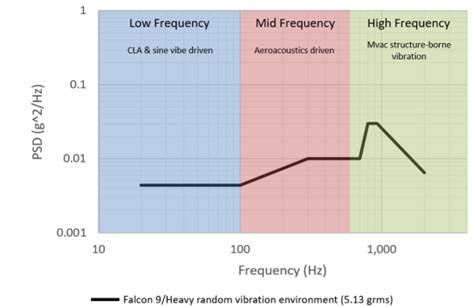 1
Low Frequency
Mid Frequency
High Frequency
CLA & sine vibe driven
Aeroacoustics driven
Mvac structure-borne
vibration
0.1
PSD (g^2/Hz)
0.01
0.001
10
100
1,000
Frequency (Hz)
Falcon 9/Heavy random vibration environment (5.13 grms)